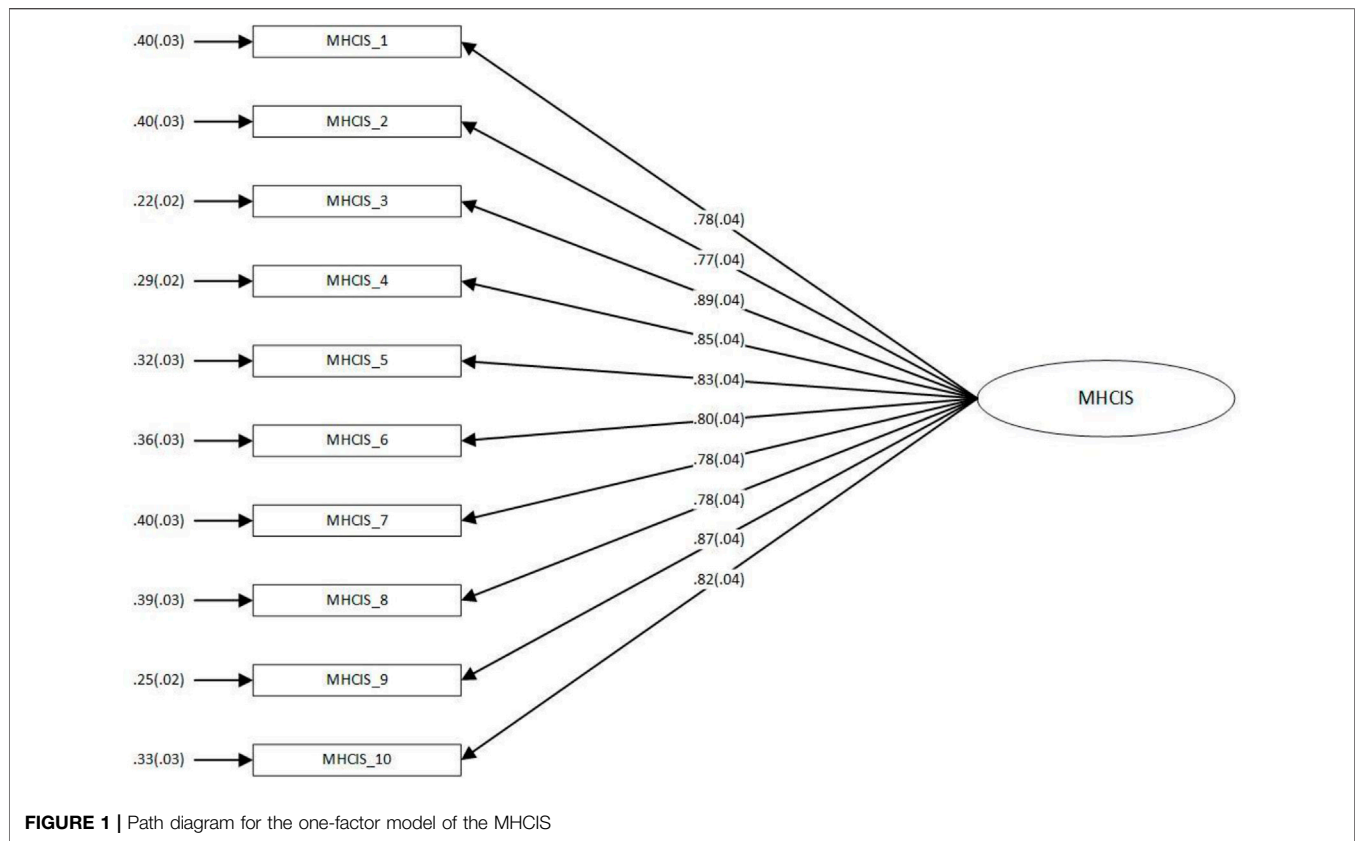 .40(.03) MHCIS_1
.40(.03) MHCIS_2
.22(.02) MHCIS_3
.78(.04)
.77(.04)
.29(.02) MHCIS_4
.89(.04)
.85(.04)
.32(.03) MHCIS_5
.83(.04)
MHCIS
.80(.04)
.36(.03) MHCIS_6
.78(.04)
.78(.04)
.40(.03) MHCIS_7
.87(.04)
.82(.04)
.39(.03) MHCIS_8
.25(.02) MHCIS_9
.33(.03) MHCIS_10
FIGURE 1 | Path diagram for the one-factor model of the MHCIS